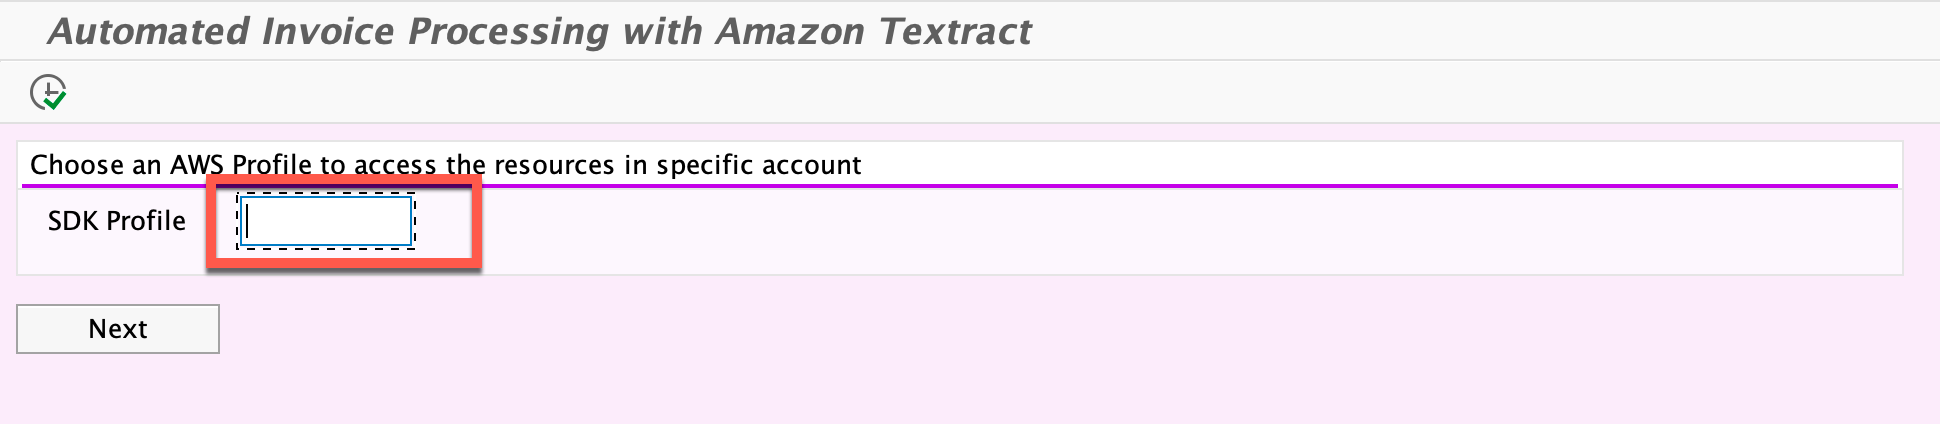 Automated Invoice Processing with Amazon Textract
Choose an AWS Profile to access the resources in specific account
SDK Profile
Next